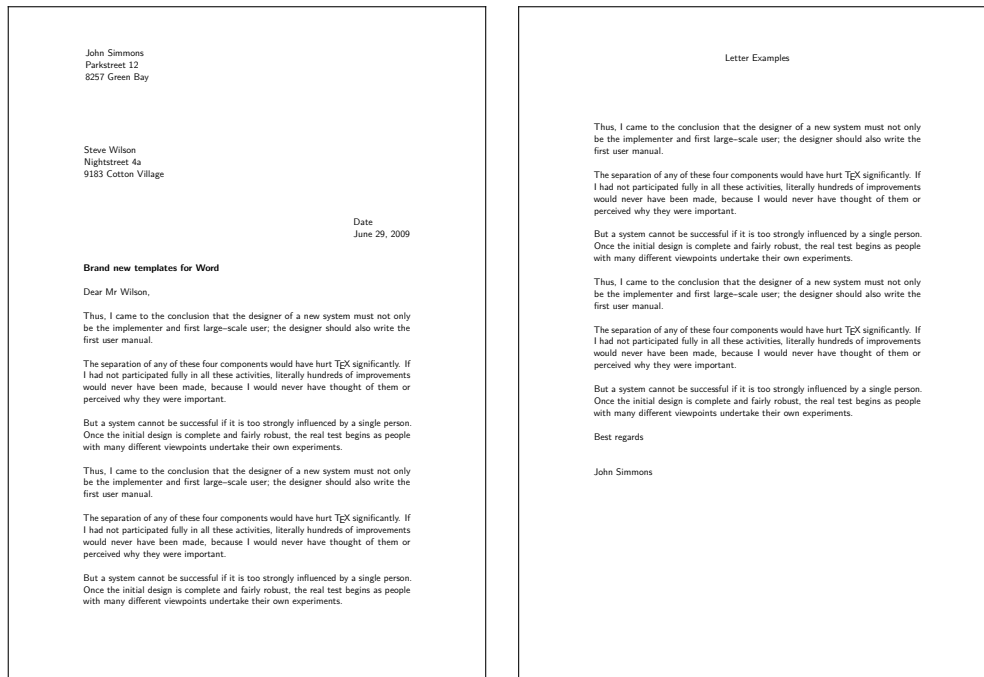 John Simmons
Parkstreet 12
8257 Green Bay
Steve Wilson
Nightstreet 4a
9183 Cotton Village
Date
June 29, 2009
Brand new templates for Word
Dear Mr Wilson,
Thus, I came to the conclusion that the designer of a new system must not only
be the implementer and first large–scale user; the designer should also write the
first user manual.
The separation of any of these four components would have hurt TEX significantly. If
I had not participated fully in all these activities, literally hundreds of improvements
would never have been made, because I would never have thought of them or
perceived why they were important.
But a system cannot be successful if it is too strongly influenced by a single person.
Once the initial design is complete and fairly robust, the real test begins as people
with many different viewpoints undertake their own experiments.
Thus, I came to the conclusion that the designer of a new system must not only
be the implementer and first large–scale user; the designer should also write the
first user manual.
The separation of any of these four components would have hurt TEX significantly. If
I had not participated fully in all these activities, literally hundreds of improvements
would never have been made, because I would never have thought of them or
perceived why they were important.
But a system cannot be successful if it is too strongly influenced by a single person.
Once the initial design is complete and fairly robust, the real test begins as people
with many different viewpoints undertake their own experiments.
Letter Examples
Thus, I came to the conclusion that the designer of a new system must not only
be the implementer and first large–scale user; the designer should also write the
first user manual.
The separation of any of these four components would have hurt TEX significantly. If
I had not participated fully in all these activities, literally hundreds of improvements
would never have been made, because I would never have thought of them or
perceived why they were important.
But a system cannot be successful if it is too strongly influenced by a single person.
Once the initial design is complete and fairly robust, the real test begins as people
with many different viewpoints undertake their own experiments.
Thus, I came to the conclusion that the designer of a new system must not only
be the implementer and first large–scale user; the designer should also write the
first user manual.
The separation of any of these four components would have hurt TEX significantly. If
I had not participated fully in all these activities, literally hundreds of improvements
would never have been made, because I would never have thought of them or
perceived why they were important.
But a system cannot be successful if it is too strongly influenced by a single person.
Once the initial design is complete and fairly robust, the real test begins as people
with many different viewpoints undertake their own experiments.
Best regards
John Simmons